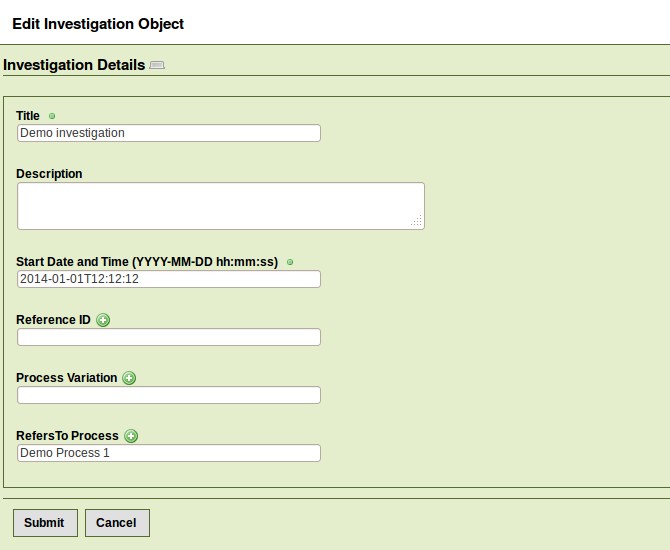 Edit Investigation Object
Investigation Details
Title
Demo investigation
Description
Start Date and Time (YYYY-MM-DD hh:mm:ss)
2014-01-01T12:12:12
Reference ID
Process Variation
RefersTo Process
Demo Process 1
Submit Cancel